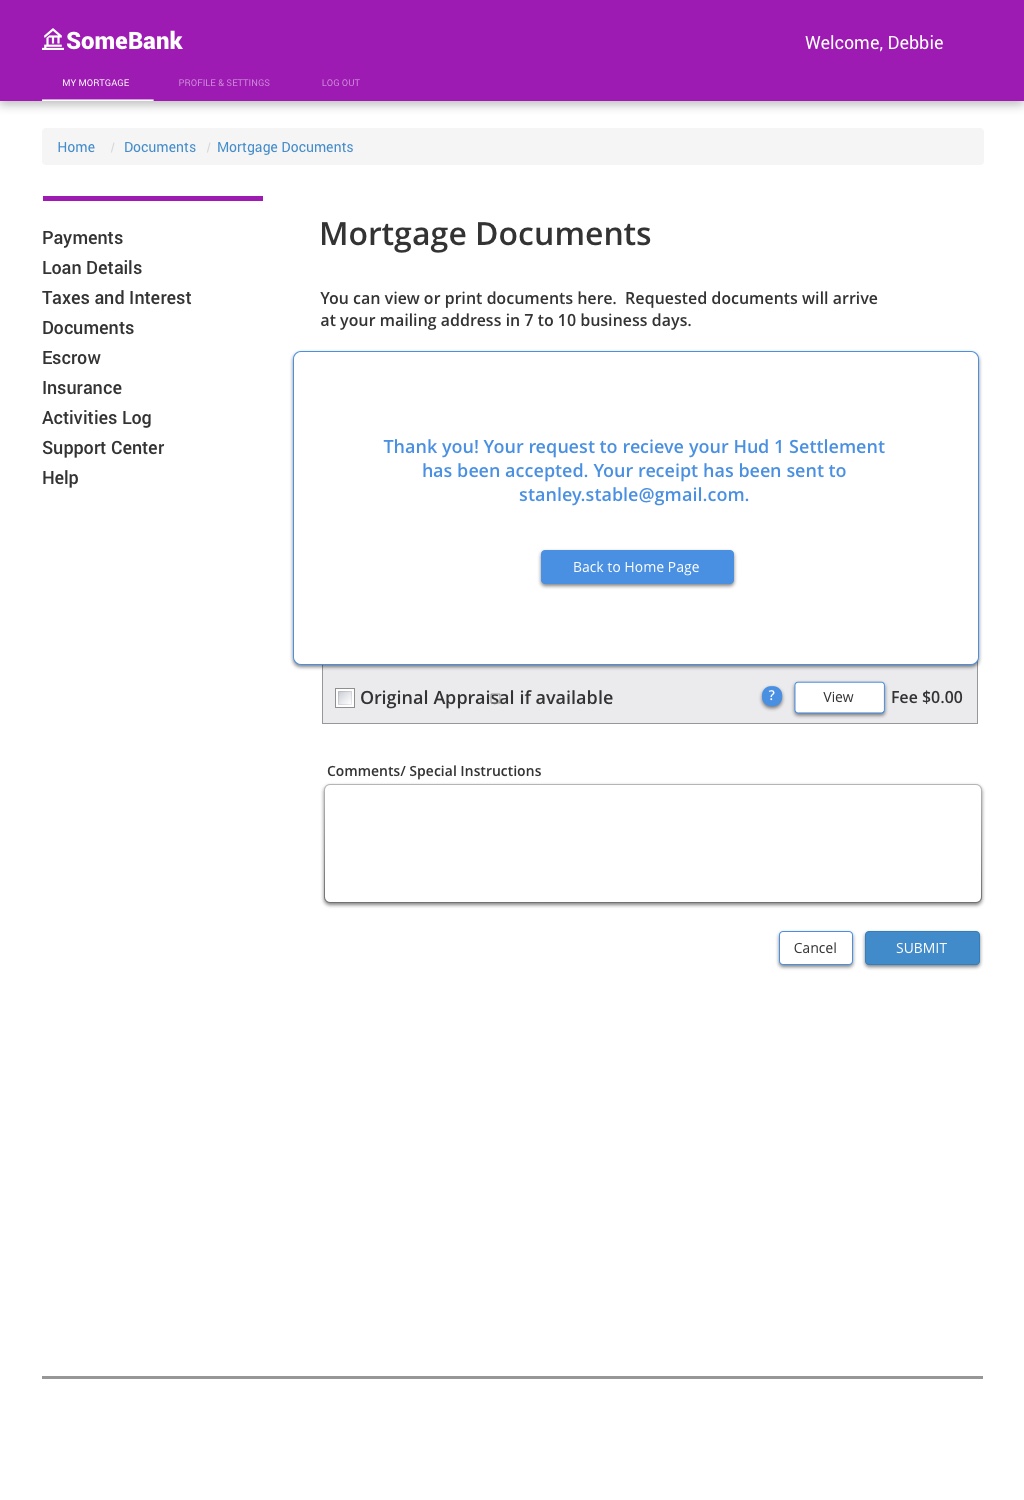 SomeBank
Welcome, Debbie
MY MORTGAGE PROFILE & SETTINGS LOG OUT
Home / Documents / Mortgage Documents
Payments
Loan Details
Taxes and Interest
Documents
Escrow
Insurance
Activities Log
Support Center
Help
Mortgage Documents
You can view or print documents here. Requested documents will arrive
at your mailing address in 7 to 10 business days.
Thank you! Your request to recieve your Hud 1 Settlement
has been accepted. Your receipt has been sent to
stanley.stable@gmail.com.
Back to Home Page
Original Appraisal if available ? View Fee $0.00
Comments/ Special Instructions
Cancel SUBMIT